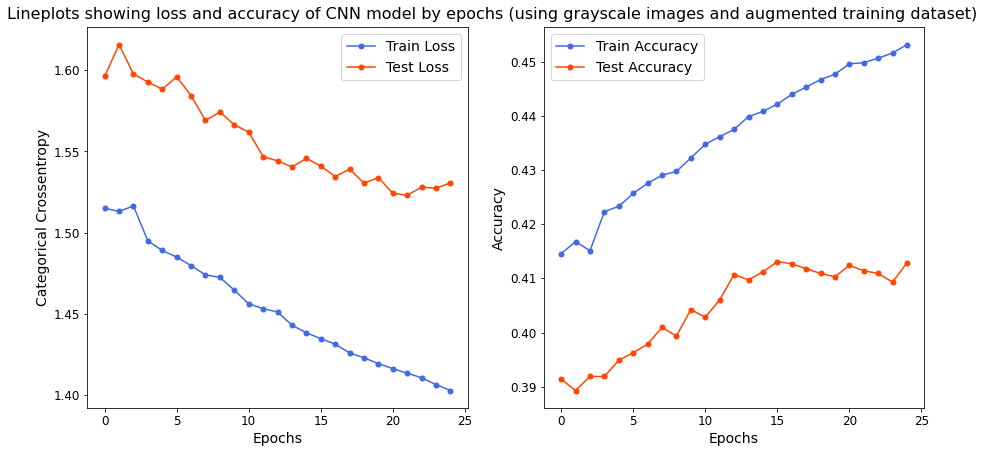 Lineplots showing loss and accuracy of CNN model by epochs (using grayscale images and augmented training dataset)
Train Loss
Test Loss
1.60
1.55
1.50
1.45
1.40
Categorical Crossentropy
0 5 10 15 20 25
Epochs
Train Accuracy
Test Accuracy
0.45
0.44
0.43
0.42
0.41
0.40
0.39
Accuracy
0 5 10 15 20 25
Epochs